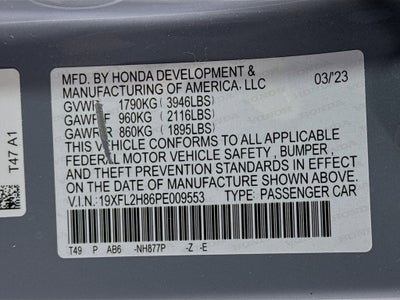 MFD. BY HONDA DEVELOPMENT &
MANUFACTURING OF AMERICA, LLC 03/'23
GVWR 1790KG (3946LBS)
GAWR F 960KG (2116LBS)
GAWR R 860KG (1895LBS)
THIS VEHICLE CONFORMS TO ALL APPLICABLE
FEDERAL MOTOR VEHICLE SAFETY , BUMPER ,
AND THEFT PREVENTION STANDARDS IN EFFECT
ON THE DATE OF MANUFACTURE SHOWN ABOVE.
V.I.N.: 19XFL2H86PE009553 TYPE: PASSENGER CAR
T49 P AB6 -NH877P -Z -E
T47 A1